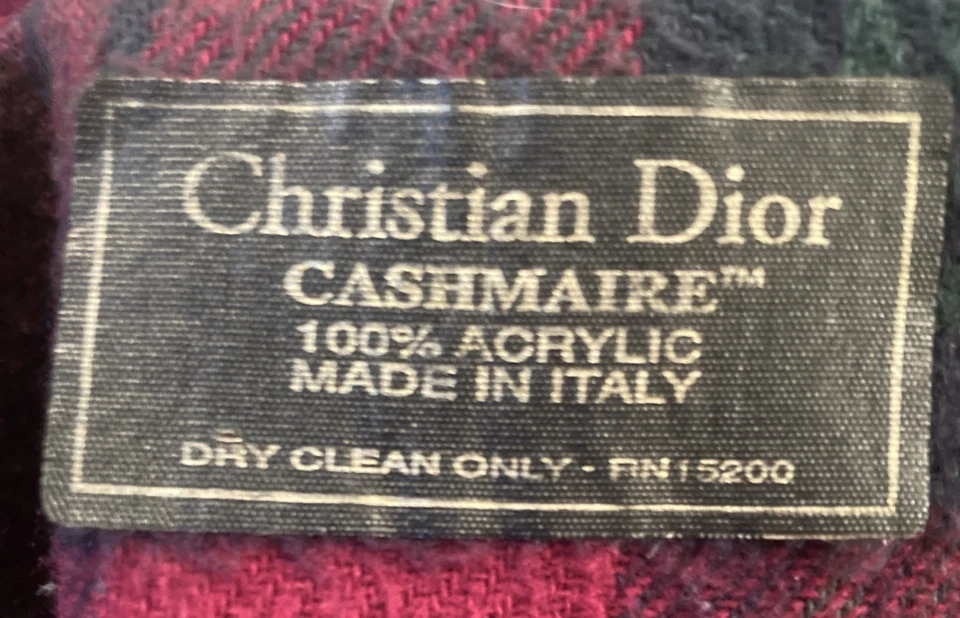 Christian Dior
CASHMAIRE™
100% ACRYLIC
MADE IN ITALY
DRY CLEAN ONLY - RN15200